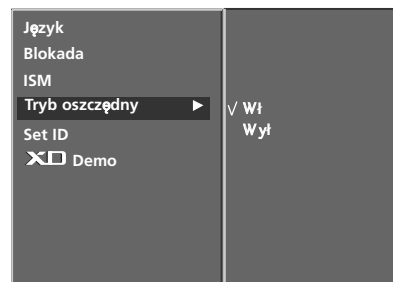 Język
Blokada
ISM
Tryb oszczędny ►
√ Wł
Wył
Set ID
XD Demo